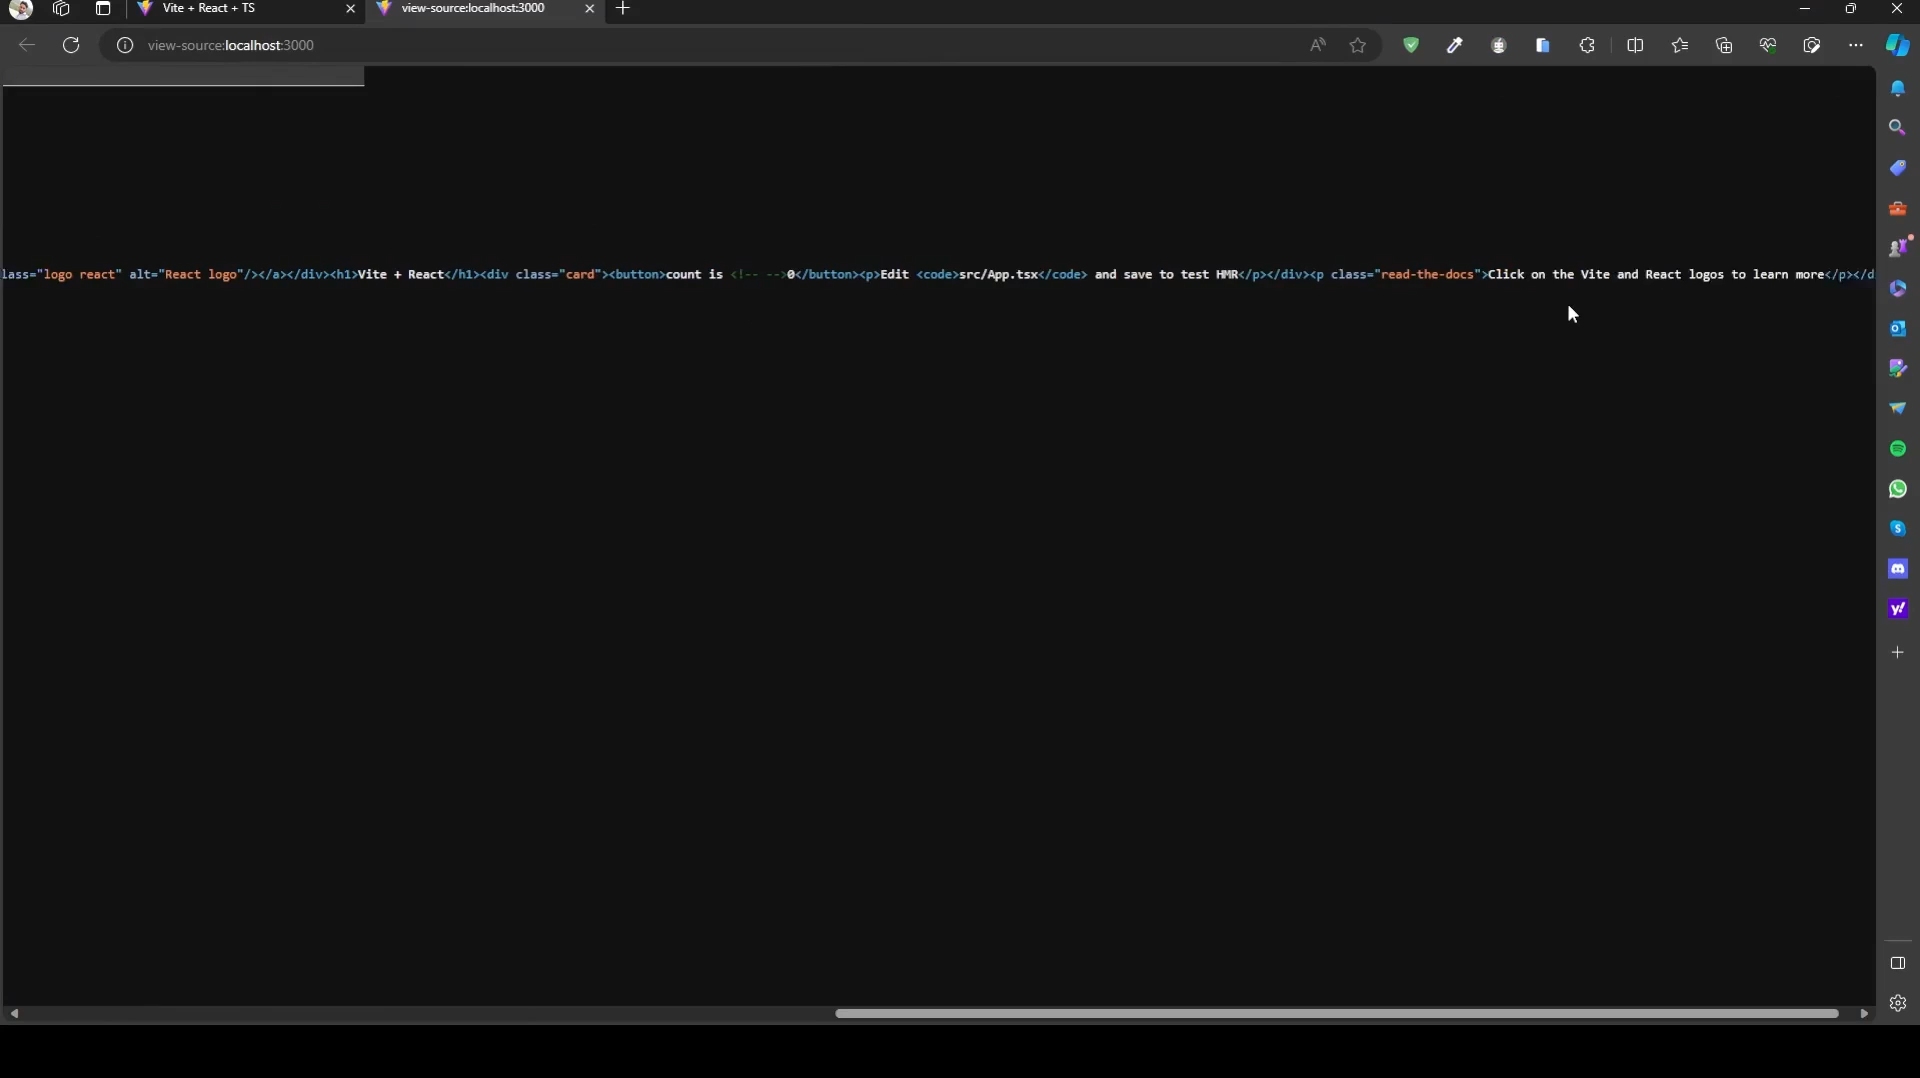 Vite + React + TS
view-source:localhost:3000
view-source:localhost:3000
lass="logo react" alt="React logo"/></a></div><h1>Vite + React</h1><div class="card"><button>count is <!-- -->0</button><p>Edit <code>src/App.tsx</code> and save to test HMR</p></div><p class="read-the-docs">Click on the Vite and React logos to learn more</p></d